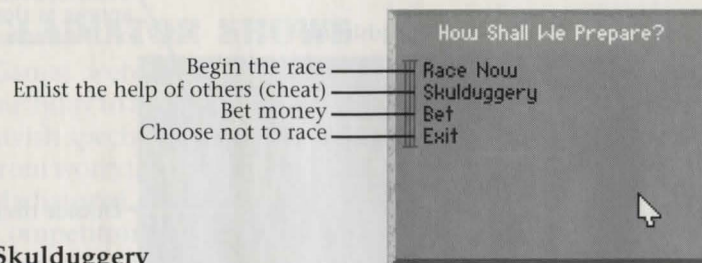 How Shall We Prepare?
Begin the race Race Now
Enlist the help of others (cheat) Skulduggery
Bet money Bet
Choose not to race Exit
Skulduggery